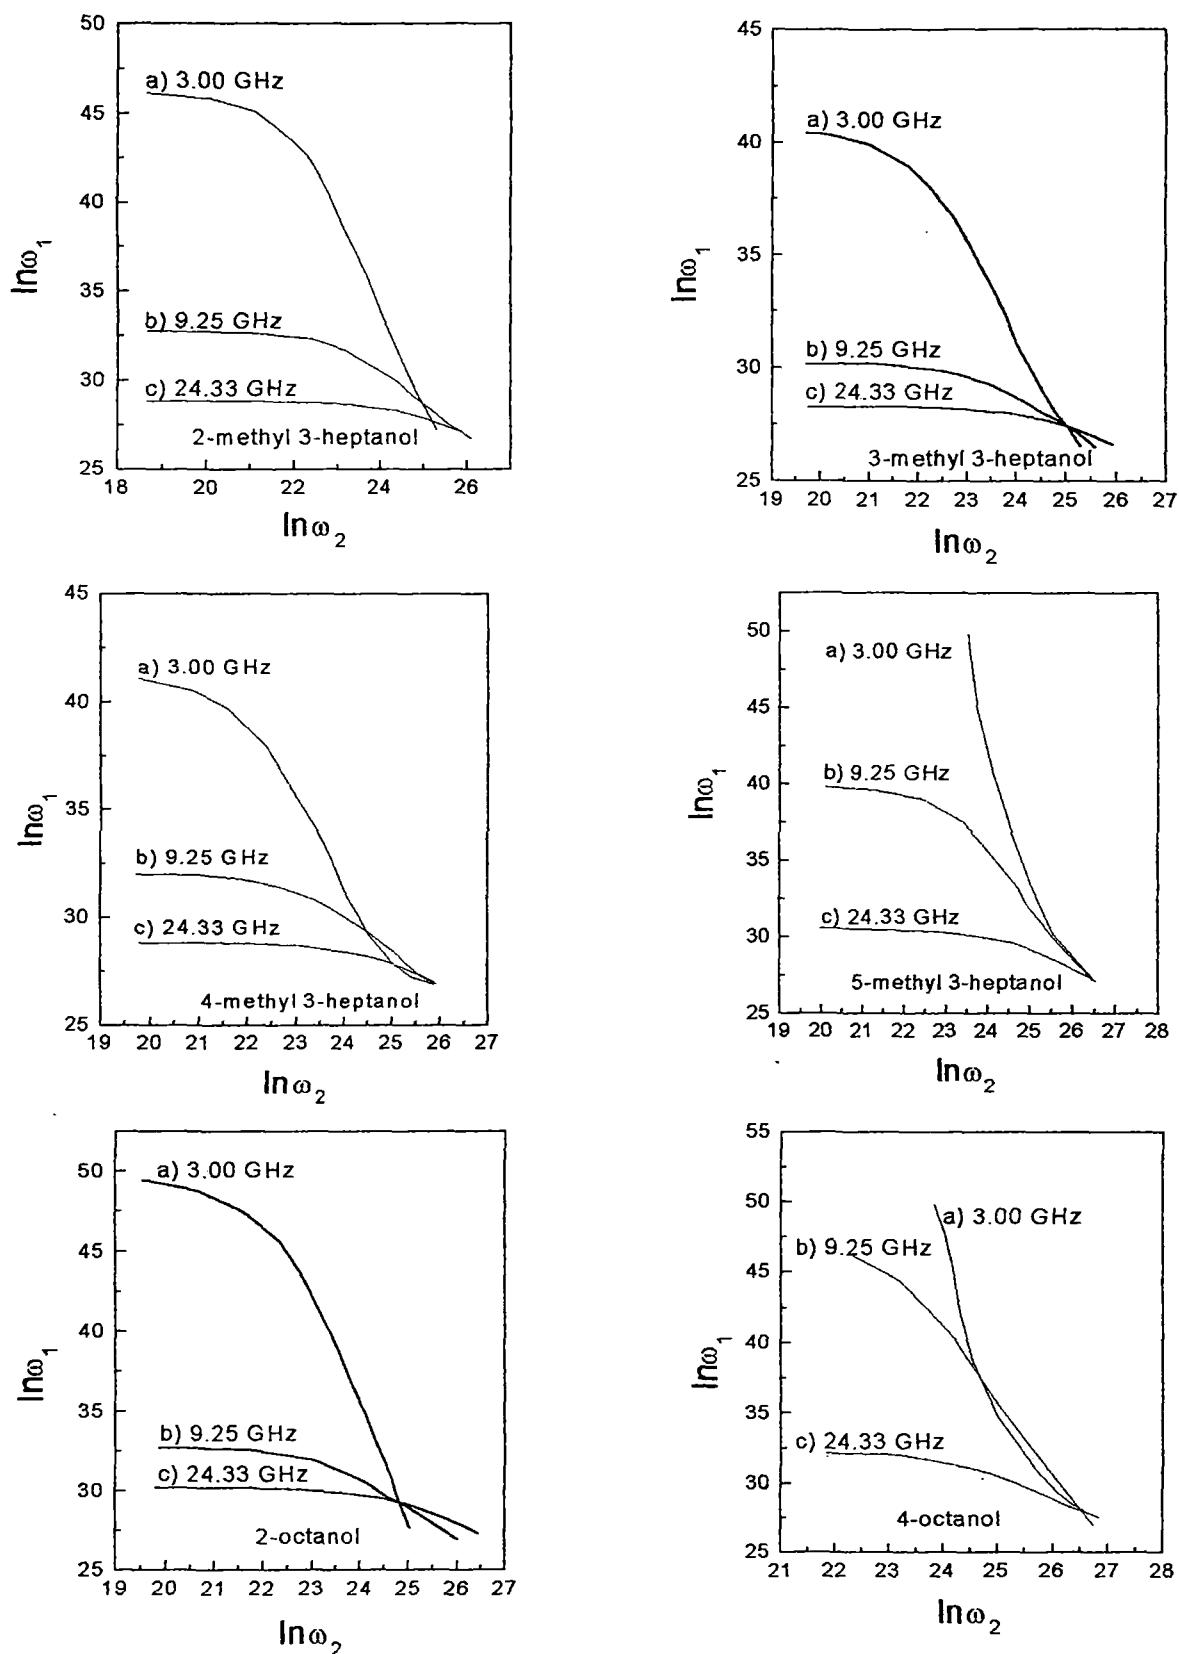 50
45
40
35
30
25
lnω1
a) 3.00 GHz
b) 9.25 GHz
c) 24.33 GHz
2-methyl 3-heptanol
18 20 22 24 26
lnω2
45
40
35
30
25
lnω1
a) 3.00 GHz
b) 9.25 GHz
c) 24.33 GHz
3-methyl 3-heptanol
19 20 21 22 23 24 25 26 27
lnω2
45
40
35
30
25
lnω1
a) 3.00 GHz
b) 9.25 GHz
c) 24.33 GHz
4-methyl 3-heptanol
19 20 21 22 23 24 25 26 27
lnω2
50
45
40
35
30
25
lnω1
a) 3.00 GHz
b) 9.25 GHz
c) 24.33 GHz
5-methyl 3-heptanol
19 20 21 22 23 24 25 26 27 28
lnω2
50
45
40
35
30
25
lnω1
a) 3.00 GHz
b) 9.25 GHz
c) 24.33 GHz
2-octanol
19 20 21 22 23 24 25 26 27
lnω2
55
50
45
40
35
30
25
lnω1
a) 3.00 GHz
b) 9.25 GHz
c) 24.33 GHz
4-octanol
21 22 23 24 25 26 27 28
lnω2